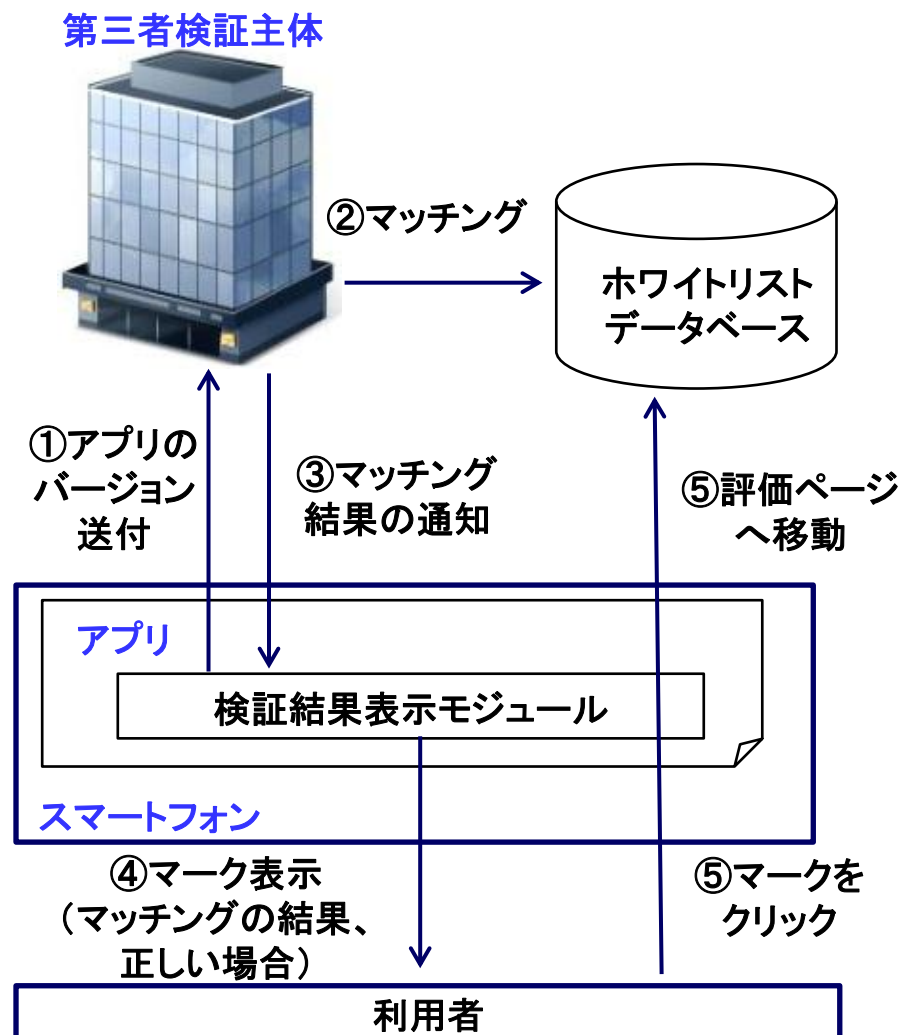 第三者検証主体
②マッチング
ホワイトリスト
データベース
①アプリの
バージョン
送付
③マッチング
結果の通知
⑤評価ページ
へ移動
アプリ
検証結果表示モジュール
スマートフォン
④マーク表示
（マッチングの結果、
正しい場合）
⑤マークを
クリック
利用者